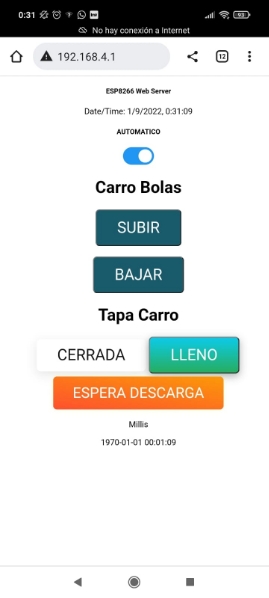 0:31
93
No hay conexión a Internet
192.168.4.1
12
ESP8266 Web Server
Date/Time: 1/9/2022, 0:31:09
AUTOMATICO
Carro Bolas
SUBIR
BAJAR
Tapa Carro
CERRADA LLENO
ESPERA DESCARGA
Millis
1970-01-01 00:01:09